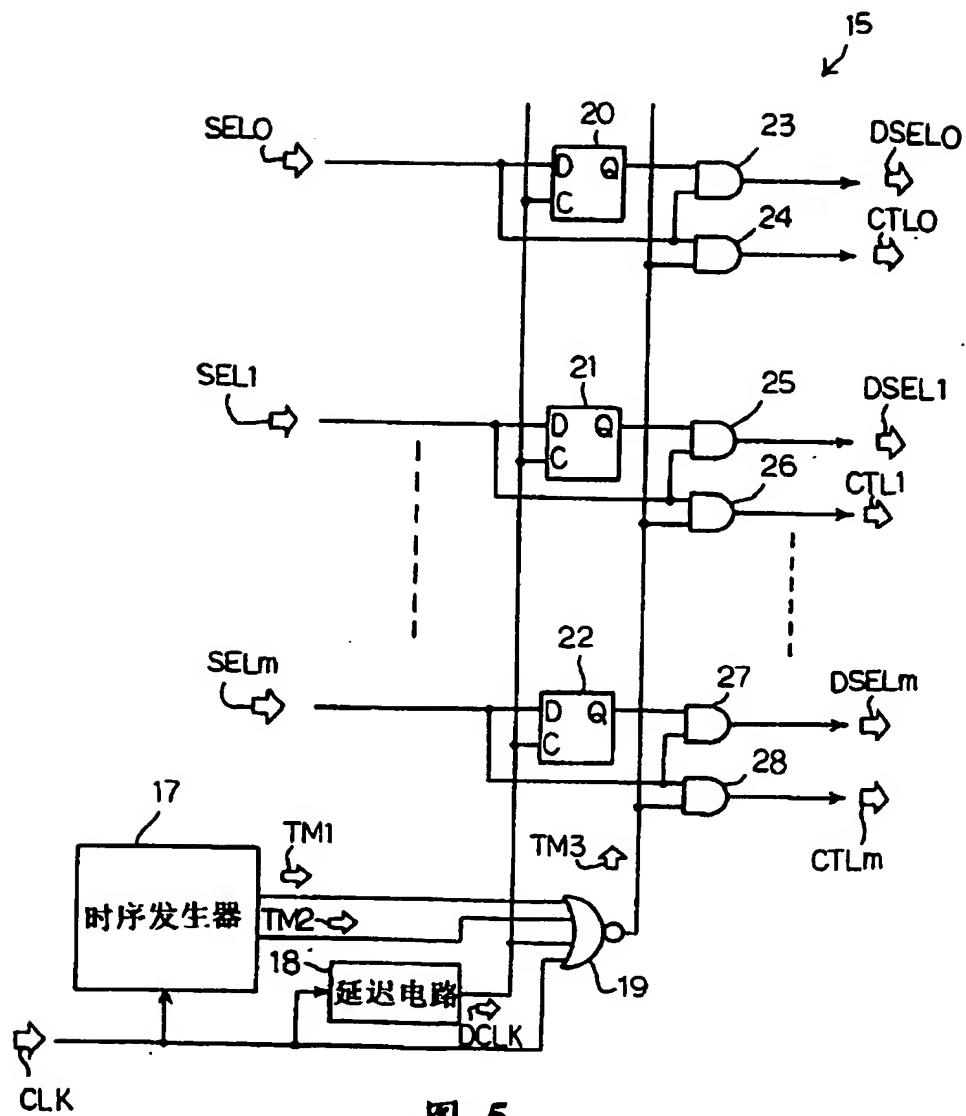 15
SEL0
20
D Q
C
23
DSEL0
24
CTL0
SEL1
21
D Q
C
25
DSEL1
26
CTL1
SELm
22
D Q
C
27
DSELm
28
CTLm
17
TM1
时序发生器
TM2
TM3
18
延迟电路
DCLK
19
CLK
图 5